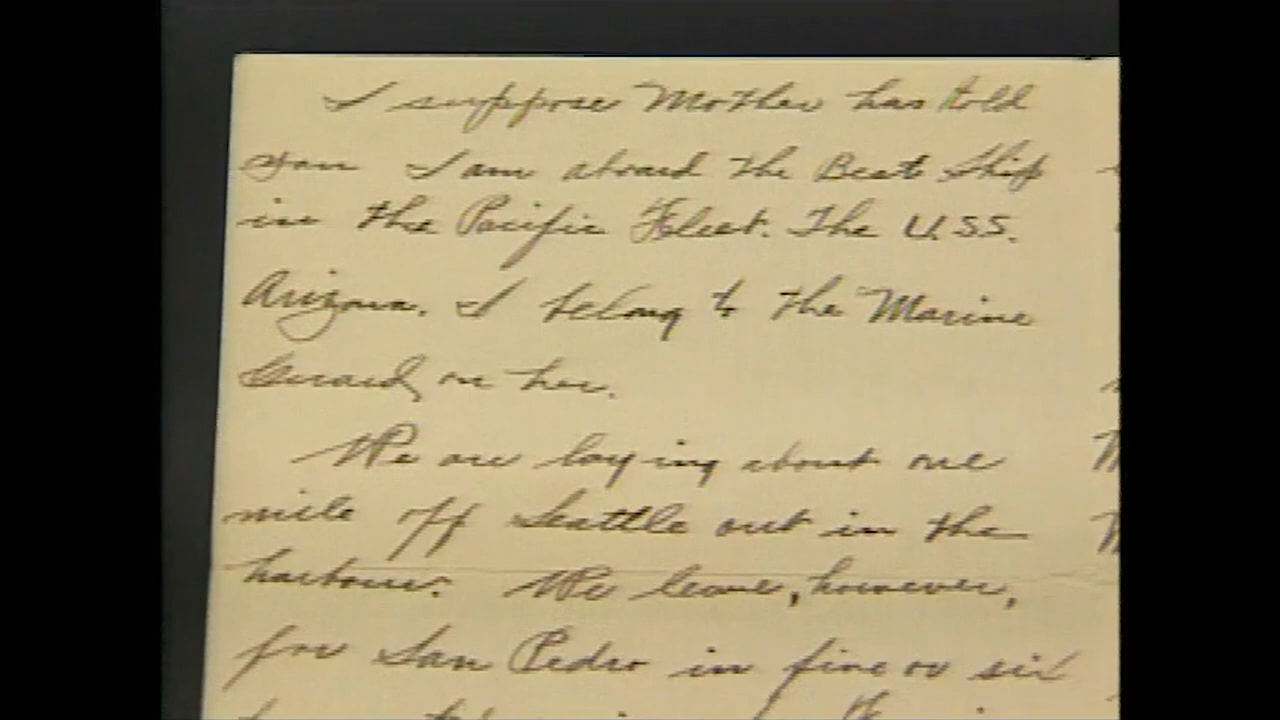 I suppose Mother has told
you I am aboard the Best Ship
in the Pacific Fleet. The U.S.S.
Arizona. I belong to the Marine
Guard on her.
We are laying about one
mile off Seattle out in the
harbour. We leave, however,
for San Pedro in five or six